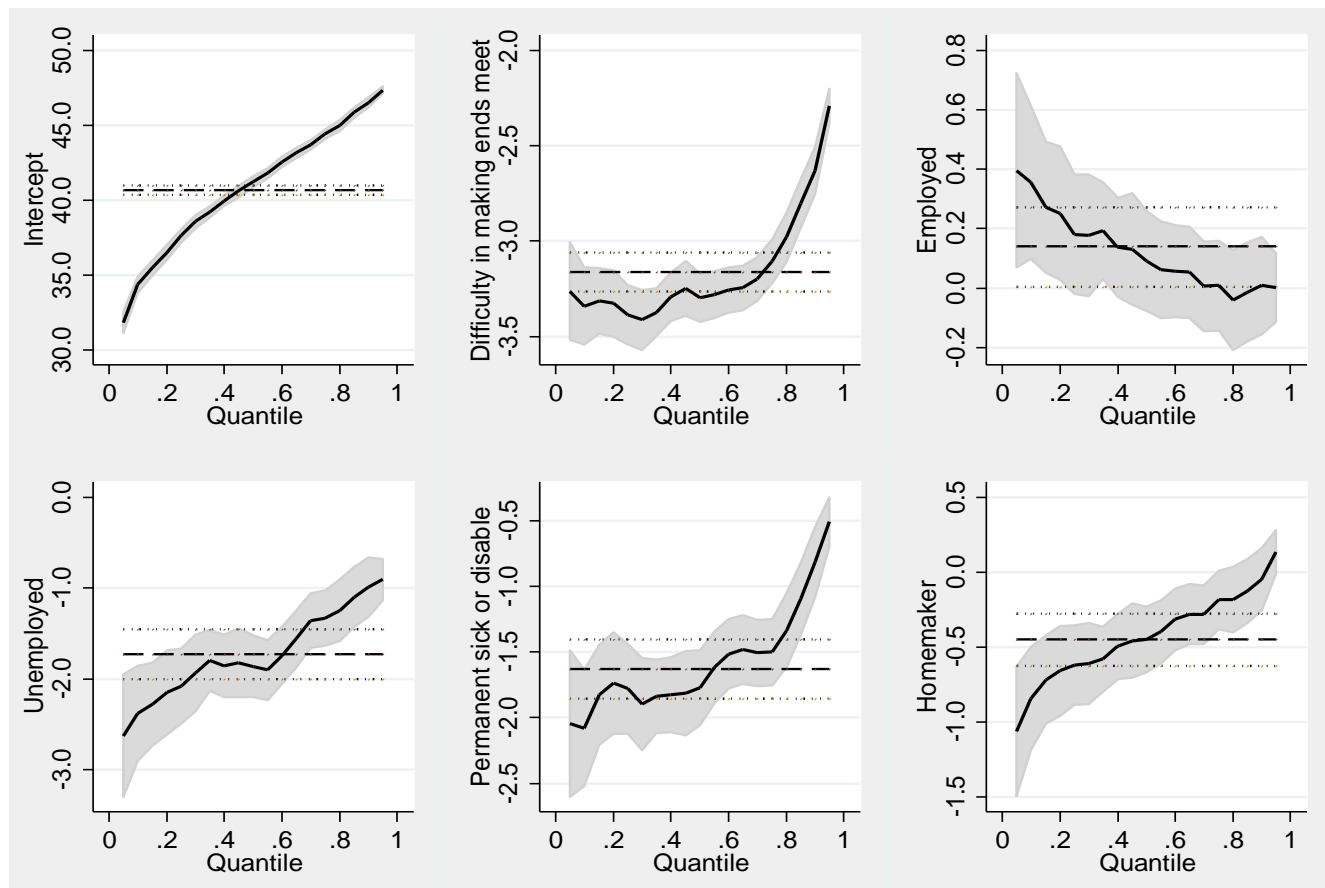 Intercept
50.0
45.0
40.0
35.0
30.0
0 .2 .4 .6 .8 1
Quantile
Difficulty in making ends meet
-2.0
-2.5
-3.0
-3.5
0 .2 .4 .6 .8 1
Quantile
Employed
0.8
0.6
0.4
0.2
0.0
-0.2
0 .2 .4 .6 .8 1
Quantile
Unemployed
0.0
-1.0
-2.0
-3.0
0 .2 .4 .6 .8 1
Quantile
Permanent sick or disable
-0.5
-1.0
-1.5
-2.0
-2.5
0 .2 .4 .6 .8 1
Quantile
Homemaker
0.5
0.0
-0.5
-1.0
-1.5
0 .2 .4 .6 .8 1
Quantile